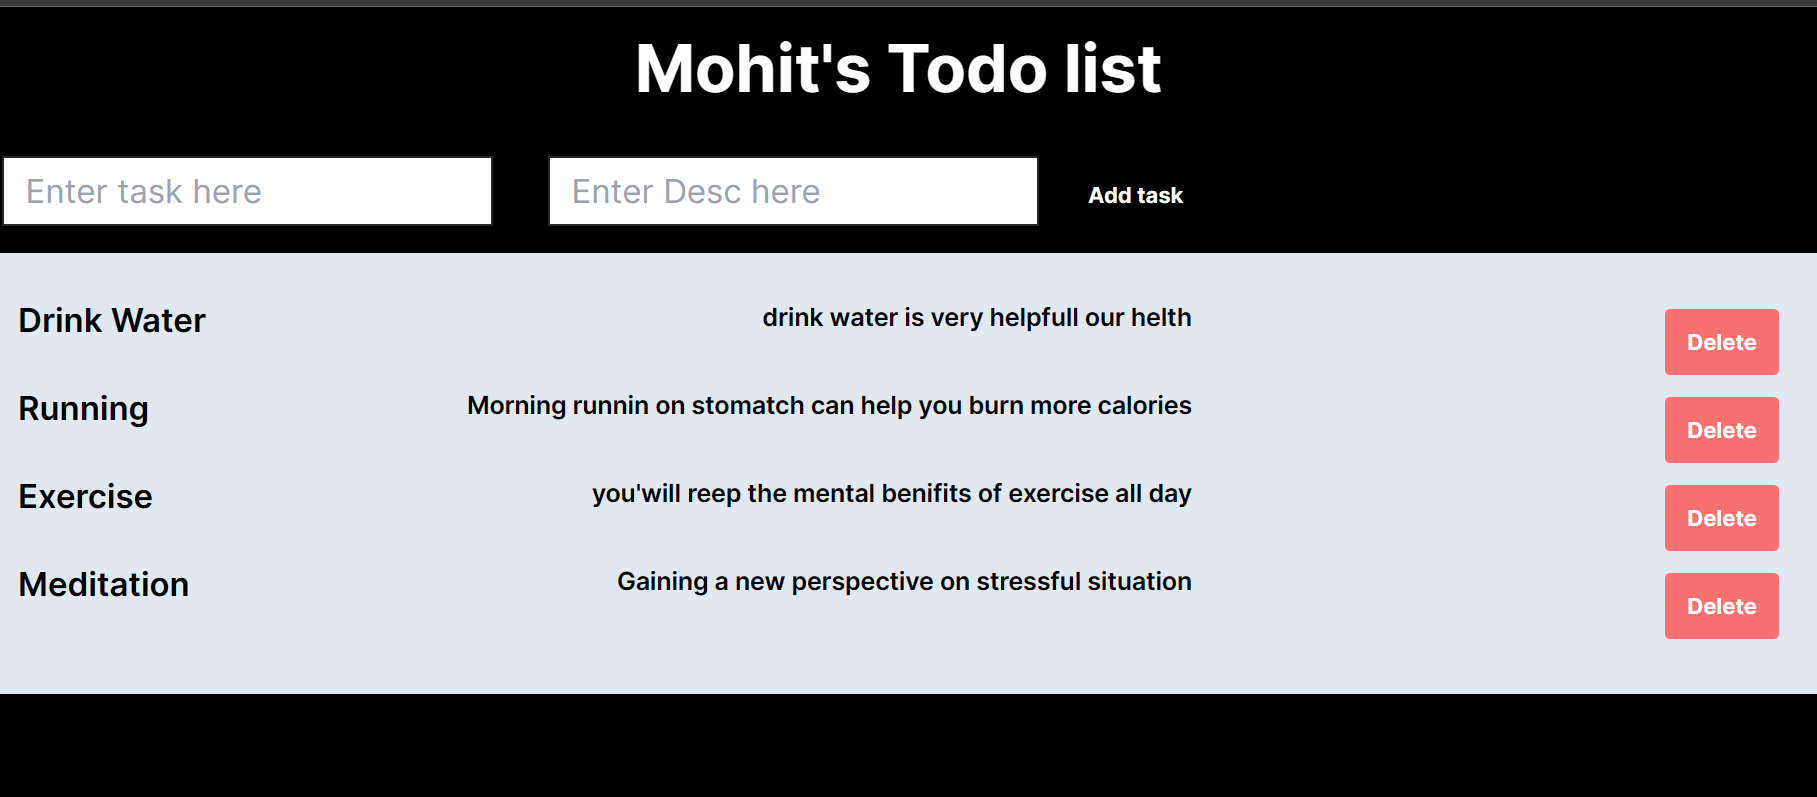 Mohit's Todo list
Enter task here
Enter Desc here
Add task
Drink Water
drink water is very helpfull our helth
Delete
Running
Morning runnin on stomatch can help you burn more calories
Delete
Exercise
you'will reep the mental benifits of exercise all day
Delete
Meditation
Gaining a new perspective on stressful situation
Delete